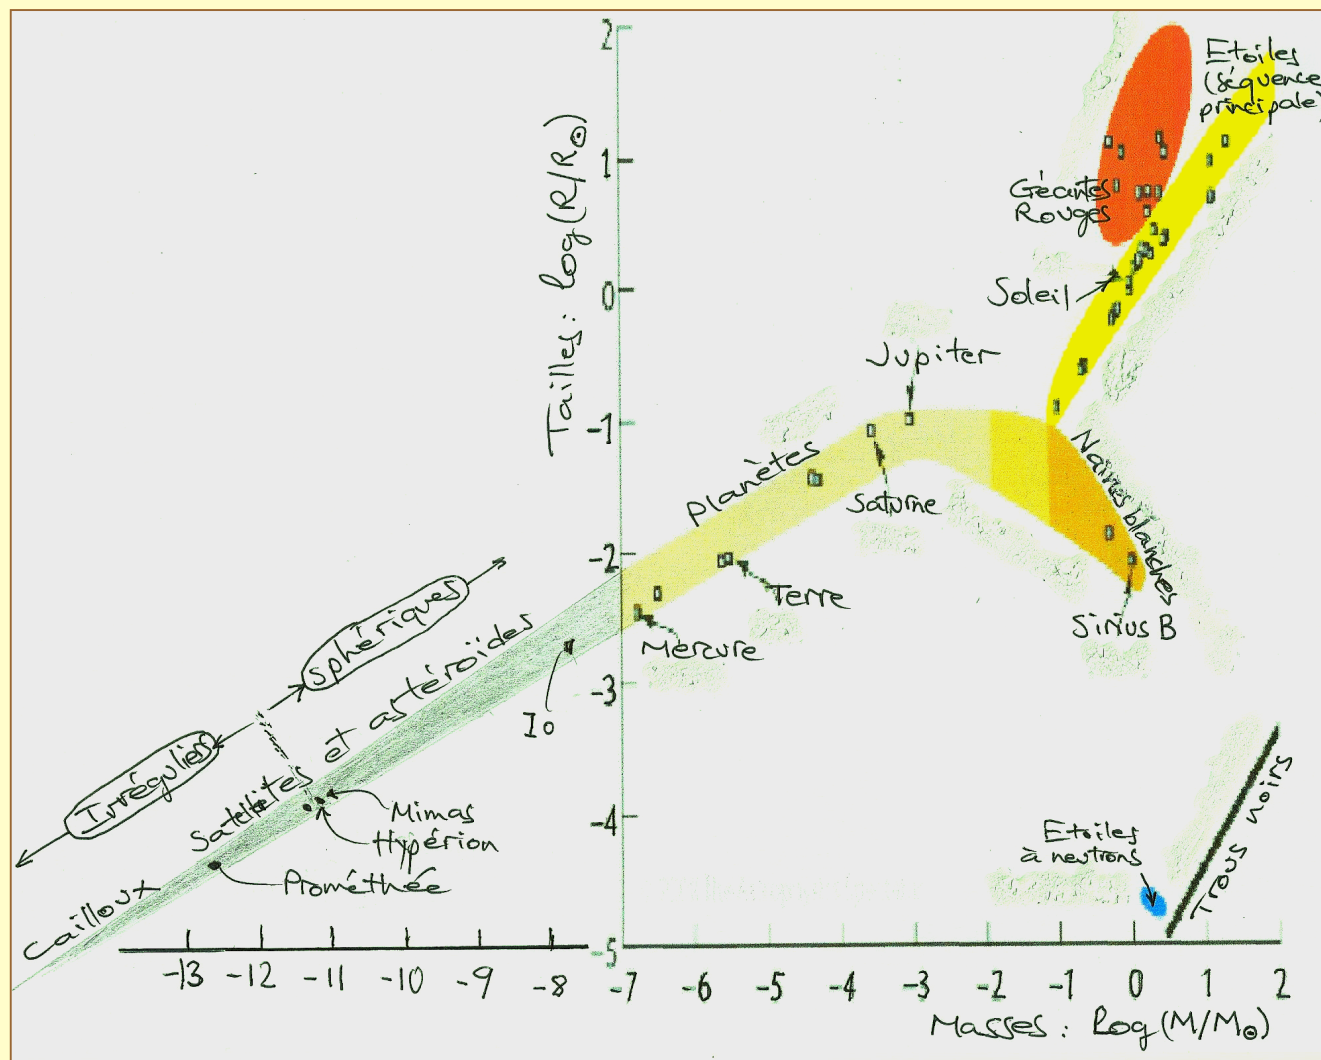 2
1
0
-1
-2
-3
-4
-5
Tailles : log(R/R☉)
Etoiles
(séquence
principale)
Géantes
Rouges
Soleil
Jupiter
planètes
Saturne
Naines blanches
Terre
Sirius B
Mercure
sphériques
Irréguliers
Satellites et astéroïdes
Io
Mimas
Hypérion
Prométhée
cailloux
Etoiles
à neutrons
Trous noirs
-13 -12 -11 -10 -9 -8 -7 -6 -5 -4 -3 -2 -1 0 1 2
Masses : Log(M/M☉)